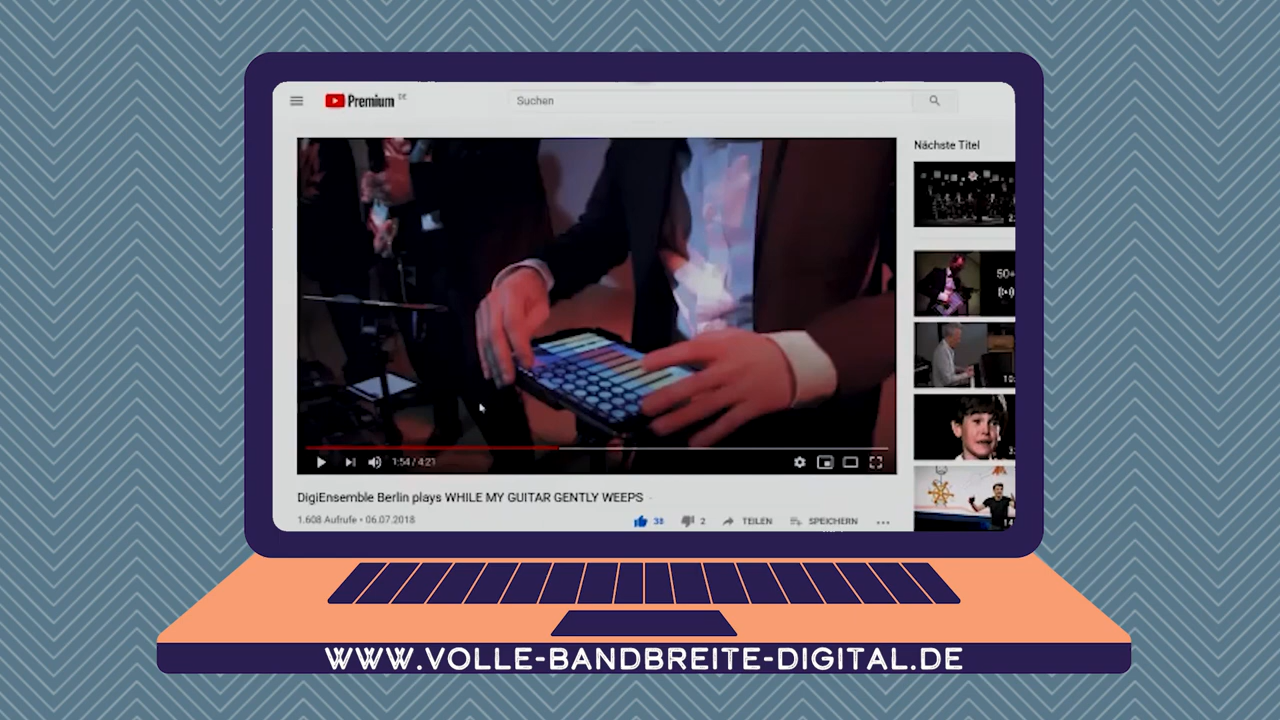 Premium DE
Suchen
Nächste Titel
50+
1:54 / 4:21
DigiEnsemble Berlin plays WHILE MY GUITAR GENTLY WEEPS
1.608 Aufrufe • 06.07.2018
38
2
TEILEN
SPEICHERN
WWW.VOLLE-BANDBREITE-DIGITAL.DE